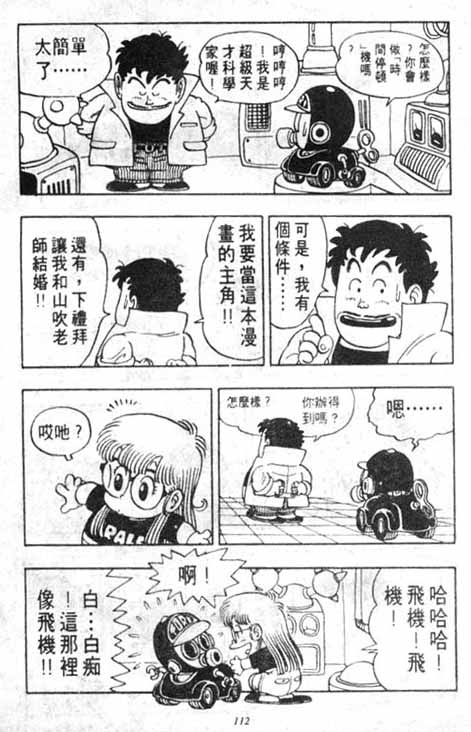 怎麼樣
？你會
做「時
間停頓
」機嗎
？
哼哼哼
！我是
超級天
才科學
家喔！
太簡單
了……
可是，我有
個條件……
我要當這本漫
畫的主角！！
還有，下禮拜
讓我和山吹老
師結婚！！
嗯……
你辦得
到嗎？
怎麼樣？
哎吔？
哈哈哈！
飛機！飛
機！
啊！
白…白痴
！這那裡
像飛機！！
112